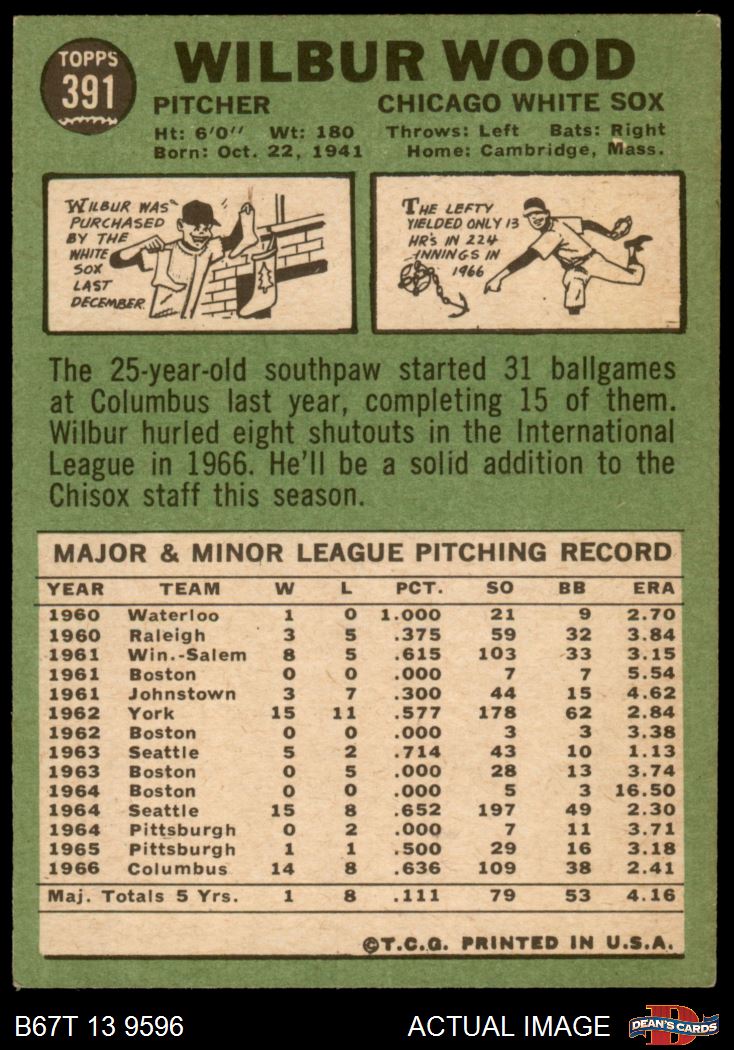 TOPPS
391
WILBUR WOOD
PITCHER CHICAGO WHITE SOX
Ht: 6'0" Wt: 180 Throws: Left Bats: Right
Born: Oct. 22, 1941 Home: Cambridge, Mass.
WILBUR WAS
PURCHASED
BY THE
WHITE
SOX
LAST
DECEMBER
THE LEFTY
YIELDED ONLY 13
HR'S IN 224
INNINGS IN
1966
The 25-year-old southpaw started 31 ballgames
at Columbus last year, completing 15 of them.
Wilbur hurled eight shutouts in the International
League in 1966. He'll be a solid addition to the
Chisox staff this season.
MAJOR & MINOR LEAGUE PITCHING RECORD
YEAR TEAM W L PCT. SO BB ERA
1960 Waterloo 1 0 1.000 21 9 2.70
1960 Raleigh 3 5 .375 59 32 3.84
1961 Win.-Salem 8 5 .615 103 33 3.15
1961 Boston 0 0 .000 7 7 5.54
1961 Johnstown 3 7 .300 44 15 4.62
1962 York 15 11 .577 178 62 2.84
1962 Boston 0 0 .000 3 3 3.38
1963 Seattle 5 2 .714 43 10 1.13
1963 Boston 0 5 .000 28 13 3.74
1964 Boston 0 0 .000 5 3 16.50
1964 Seattle 15 8 .652 197 49 2.30
1964 Pittsburgh 0 2 .000 7 11 3.71
1965 Pittsburgh 1 1 .500 29 16 3.18
1966 Columbus 14 8 .636 109 38 2.41
Maj. Totals 5 Yrs. 1 8 .111 79 53 4.16
©T.C.G. PRINTED IN U.S.A.
B67T 13 9596 ACTUAL IMAGE DEAN'S CARDS